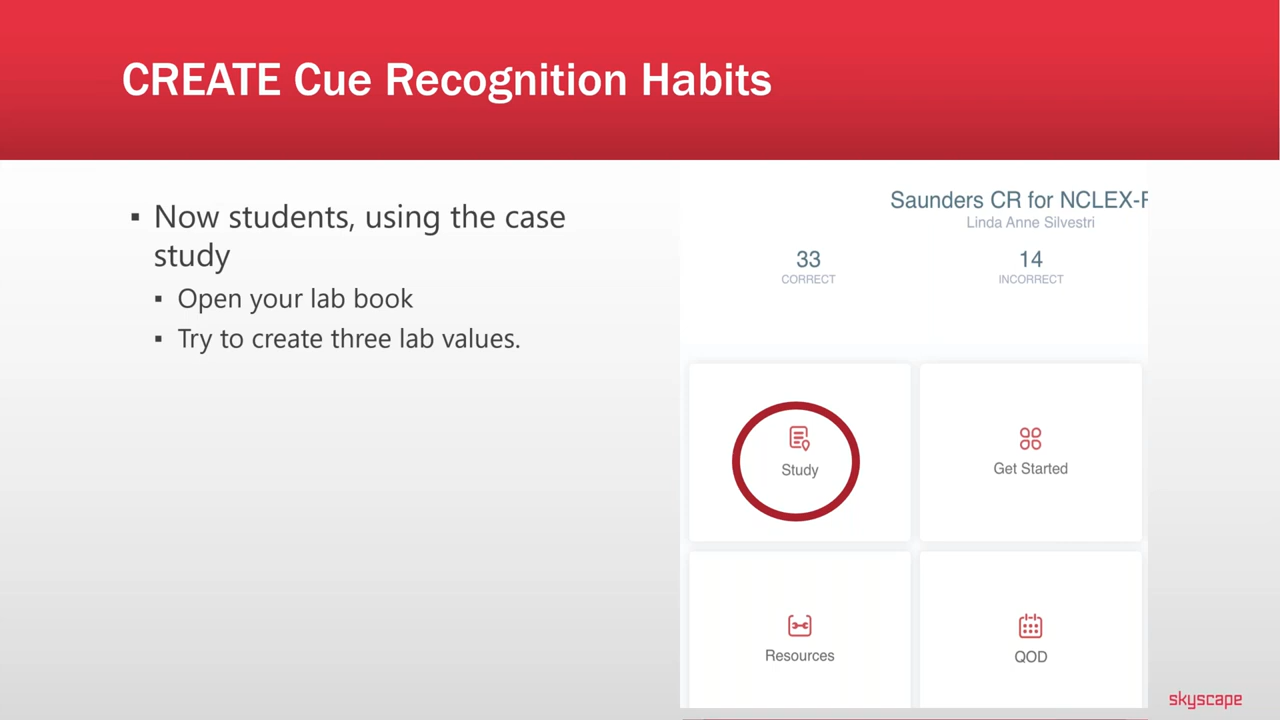 CREATE Cue Recognition Habits
Now students, using the case
study
Open your lab book
Try to create three lab values.
Saunders CR for NCLEX-R
Linda Anne Silvestri
33
CORRECT
14
INCORRECT
Study
Get Started
Resources
QOD
skyscape